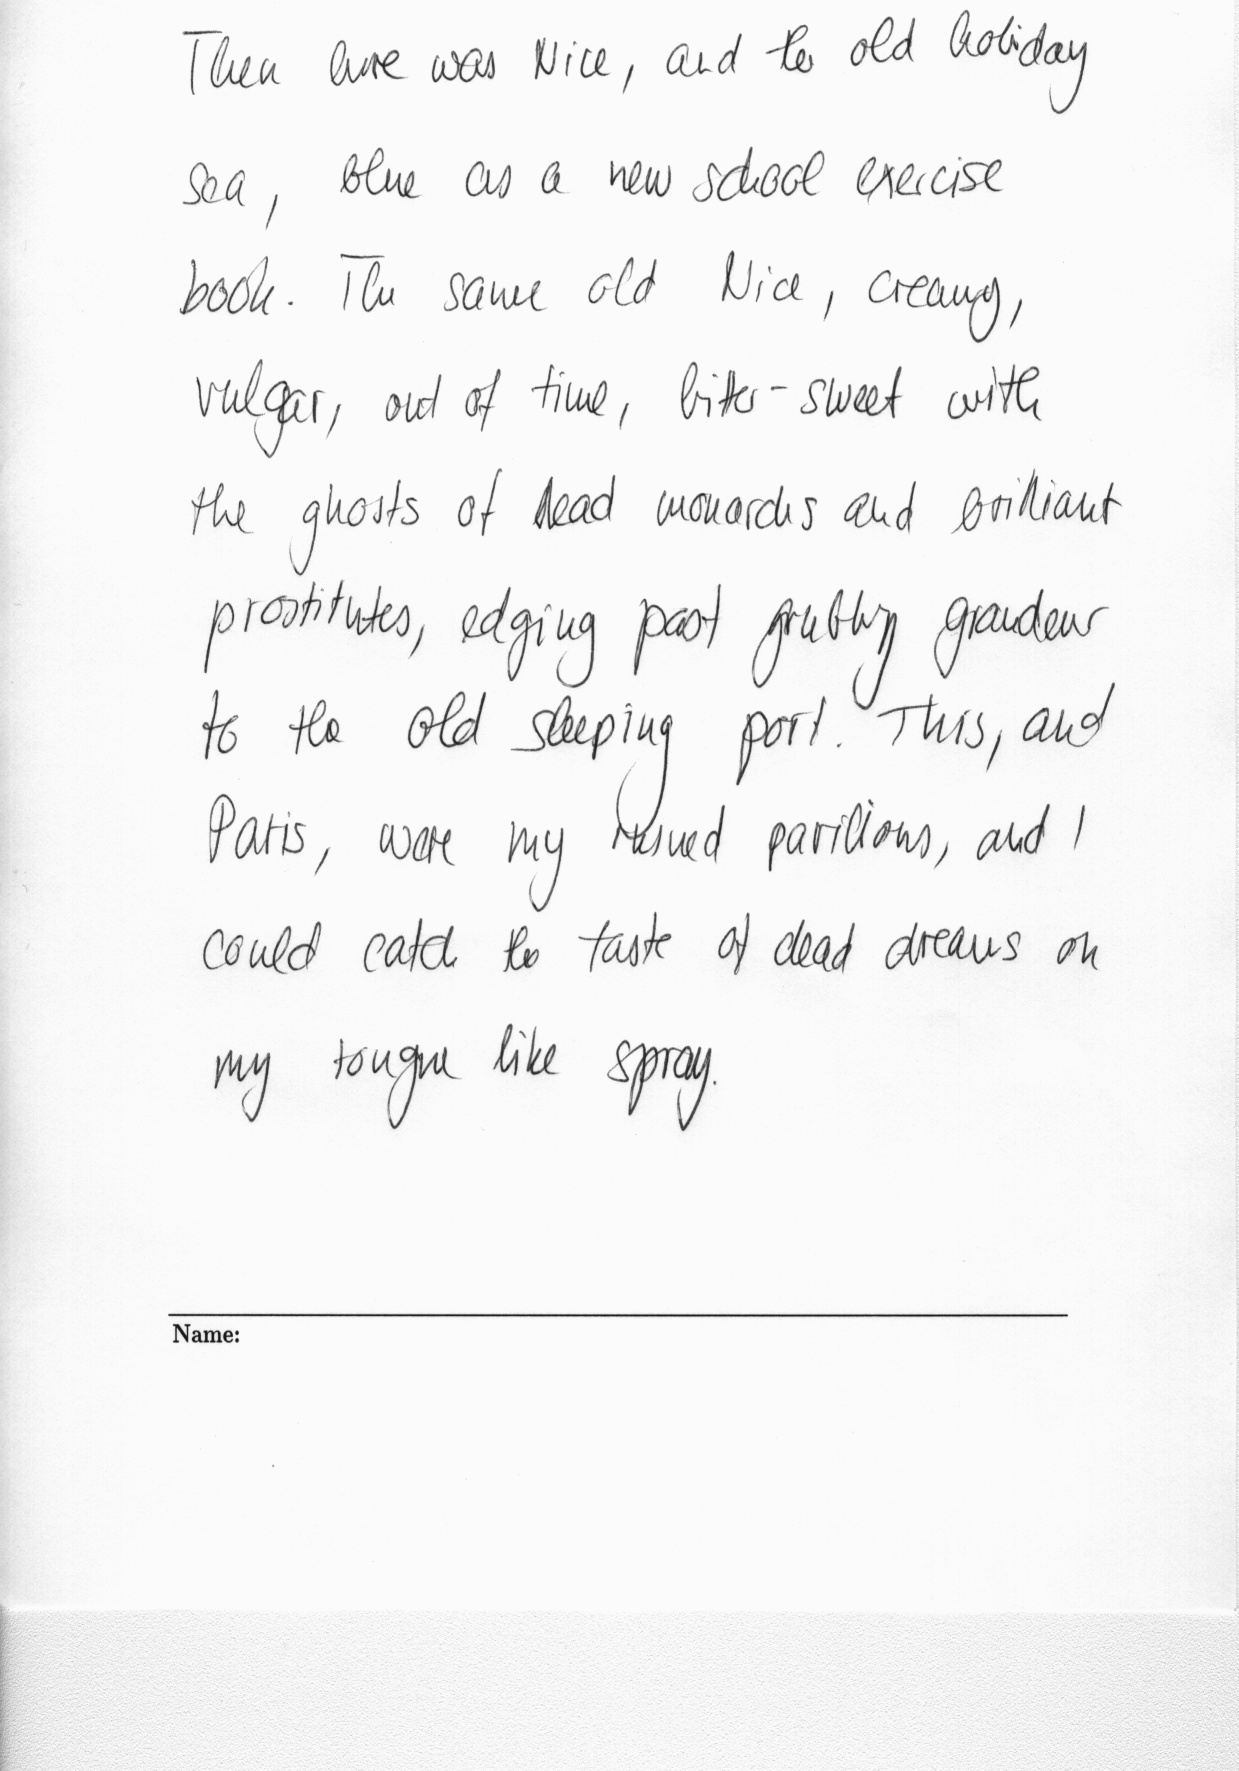 Then here was Nice, and the old holiday
sea, blue as a new school exercise
book. The same old Nice, creamy,
vulgar, out of time, bitter-sweet with
the ghosts of dead monarchs and brilliant
prostitutes, edging past grubby grandeur
to the old sleeping port. This, and
Paris, were my ruined pavilions, and I
could catch the taste of dead dreams on
my tongue like spray.
Name: